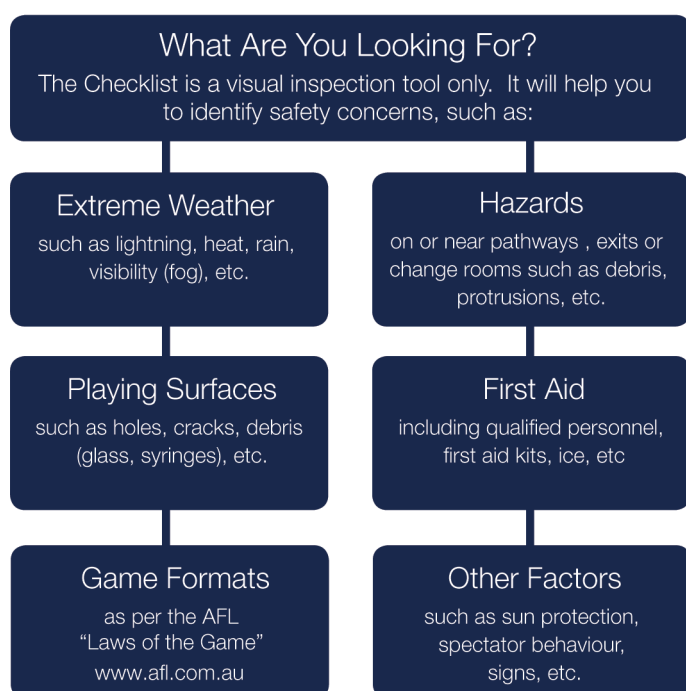 What Are You Looking For?
The Checklist is a visual inspection tool only.  It will help you
to identify safety concerns, such as:
Extreme Weather
such as lightning, heat, rain,
visibility (fog), etc.
Hazards
on or near pathways , exits or
change rooms such as debris,
protrusions, etc.
Playing Surfaces
such as holes, cracks, debris
(glass, syringes), etc.
First Aid
including qualified personnel,
first aid kits, ice, etc
Game Formats
as per the AFL
“Laws of the Game”
www.afl.com.au
Other Factors
such as sun protection,
spectator behaviour,
signs, etc.